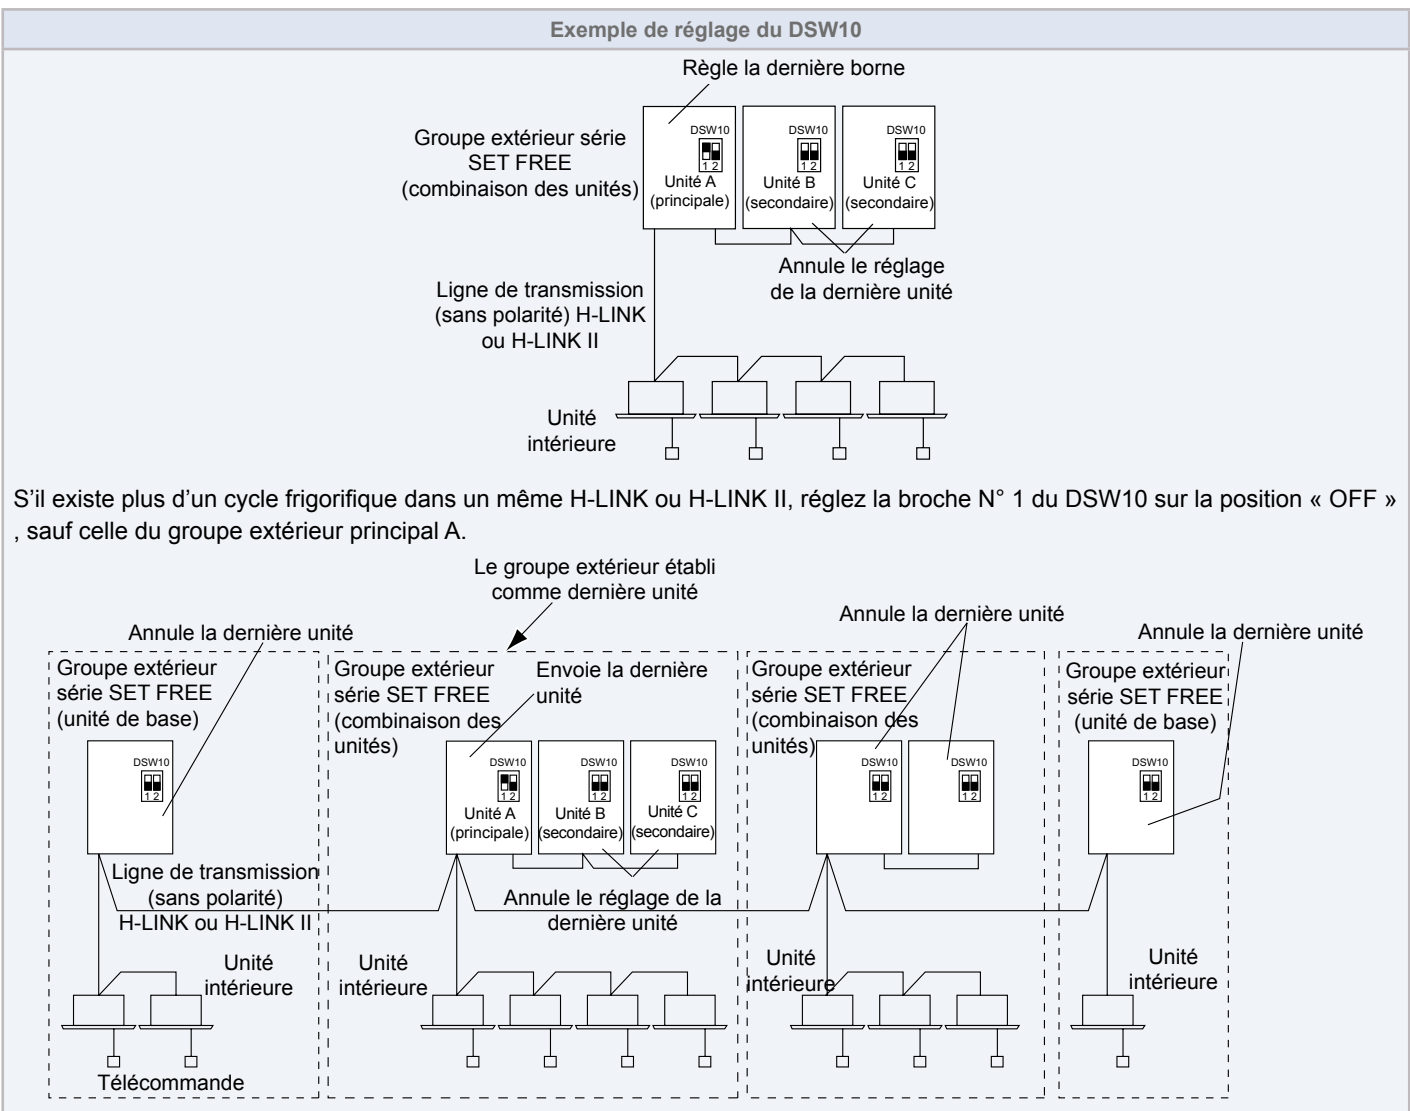 Exemple de réglage du DSW10
Règle la dernière borne
Groupe extérieur série
SET FREE
(combinaison des unités)
DSW10
1 2
Unité A
(principale)
DSW10
1 2
Unité B
(secondaire)
DSW10
1 2
Unité C
(secondaire)
Annule le réglage
de la dernière unité
Ligne de transmission
(sans polarité) H-LINK
ou H-LINK II
Unité
intérieure
S'il existe plus d'un cycle frigorifique dans un même H-LINK ou H-LINK II, réglez la broche N° 1 du DSW10 sur la position « OFF »
, sauf celle du groupe extérieur principal A.
Le groupe extérieur établi
comme dernière unité
Annule la dernière unité
Annule la dernière unité
Annule la dernière unité
Groupe extérieur
série SET FREE
(unité de base)
DSW10
1 2
Groupe extérieur
série SET FREE
(combinaison des
unités)
Envoie la dernière
unité
DSW10
1 2
Unité A
(principale)
DSW10
1 2
Unité B
(secondaire)
DSW10
1 2
Unité C
(secondaire)
Groupe extérieur
série SET FREE
(combinaison des
unités)
DSW10
1 2
DSW10
1 2
Groupe extérieur
série SET FREE
(unité de base)
DSW10
1 2
Ligne de transmission
(sans polarité)
H-LINK ou H-LINK II
Annule le réglage de la
dernière unité
Unité
intérieure
Unité
intérieure
Unité
intérieure
Unité
intérieure
Télécommande